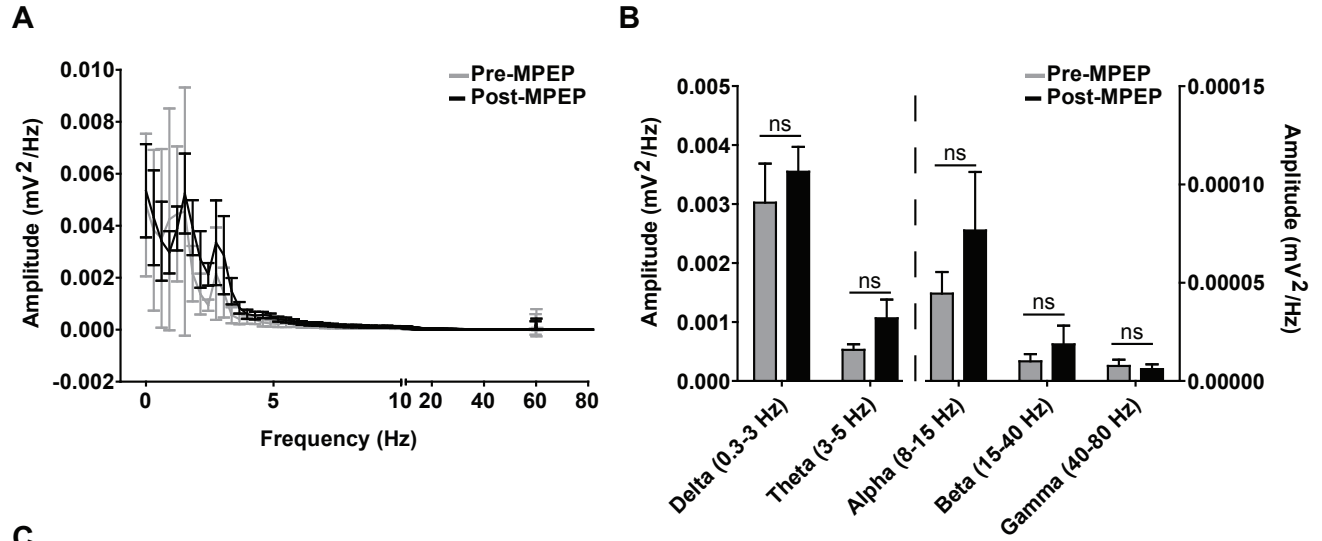 A
0.010
0.008
0.006
0.004
0.002
0.000
-0.002
Amplitude (mV2/Hz)
Pre-MPEP
Post-MPEP
0 5 10 20 40 60 80
Frequency (Hz)
B
0.005
0.004
0.003
0.002
0.001
0.000
Amplitude (mV2/Hz)
Pre-MPEP
Post-MPEP
ns
ns
ns
ns
ns
0.00015
0.00010
0.00005
0.00000
Amplitude (mV2/Hz)
Delta (0.3-3 Hz)
Theta (3-5 Hz)
Alpha (8-15 Hz)
Beta (15-40 Hz)
Gamma (40-80 Hz)
C